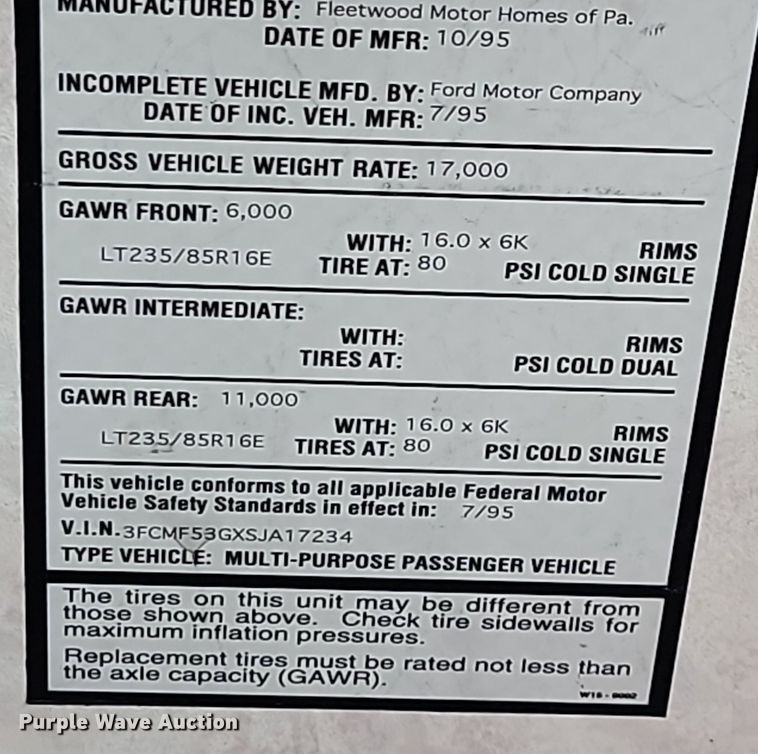 MANUFACTURED BY: Fleetwood Motor Homes of Pa.
DATE OF MFR: 10/95
INCOMPLETE VEHICLE MFD. BY: Ford Motor Company
DATE OF INC. VEH. MFR: 7/95
GROSS VEHICLE WEIGHT RATE: 17,000
GAWR FRONT: 6,000
WITH: 16.0 x 6K RIMS
LT235/85R16E TIRE AT: 80 PSI COLD SINGLE
GAWR INTERMEDIATE:
WITH: RIMS
TIRES AT: PSI COLD DUAL
GAWR REAR: 11,000
WITH: 16.0 x 6K RIMS
LT235/85R16E TIRES AT: 80 PSI COLD SINGLE
This vehicle conforms to all applicable Federal Motor
Vehicle Safety Standards in effect in: 7/95
V.I.N. 3FCMF53GXSJA17234
TYPE VEHICLE: MULTI-PURPOSE PASSENGER VEHICLE
The tires on this unit may be different from
those shown above. Check tire sidewalls for
maximum inflation pressures.
Replacement tires must be rated not less than
the axle capacity (GAWR).
W16-0002
Purple Wave Auction